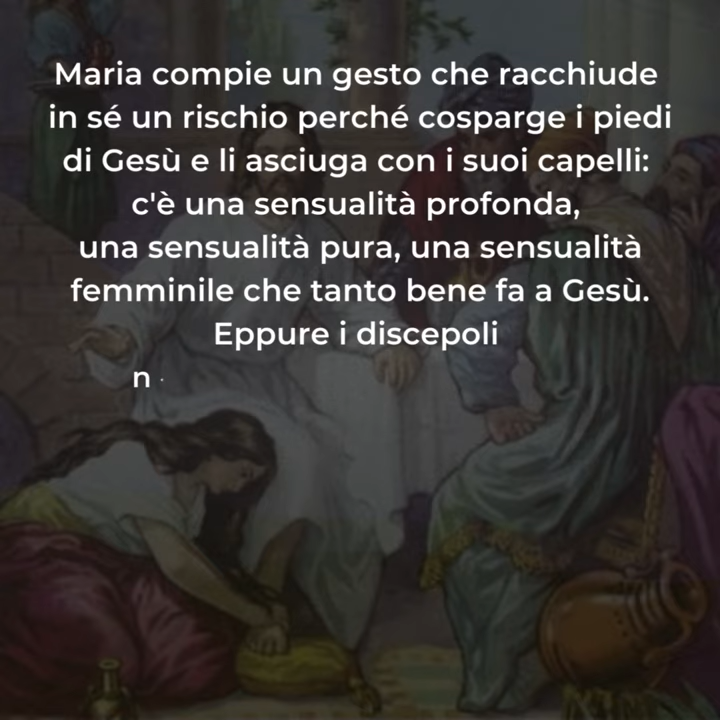 Maria compie un gesto che racchiude
in sé un rischio perché cosparge i piedi
di Gesù e li asciuga con i suoi capelli:
c'è una sensualità profonda,
una sensualità pura, una sensualità
femminile che tanto bene fa a Gesù.
Eppure i discepoli
n